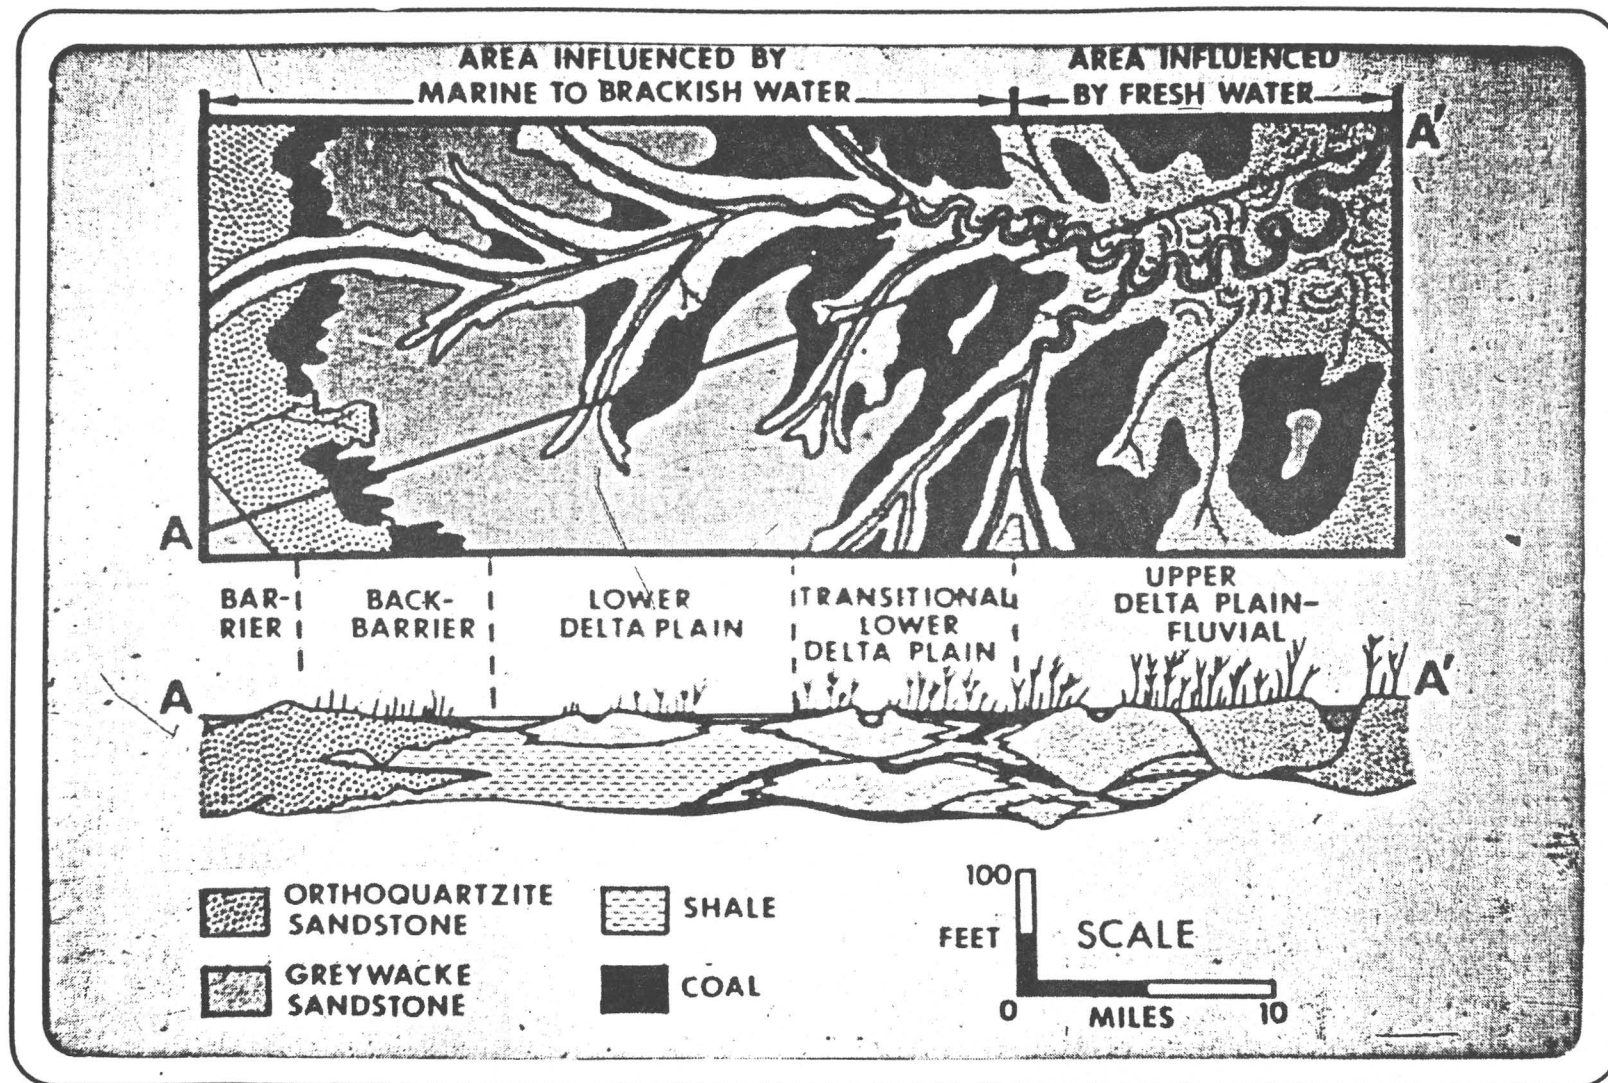 AREA INFLUENCED BY
MARINE TO BRACKISH WATER
AREA INFLUENCED
BY FRESH WATER
A'
A
BAR-
RIER
BACK-
BARRIER
LOWER
DELTA PLAIN
TRANSITIONAL
LOWER
DELTA PLAIN
UPPER
DELTA PLAIN-
FLUVIAL
A
A'
ORTHOQUARTZITE
SANDSTONE
SHALE
GREYWACKE
SANDSTONE
COAL
100
FEET
SCALE
0
MILES
10